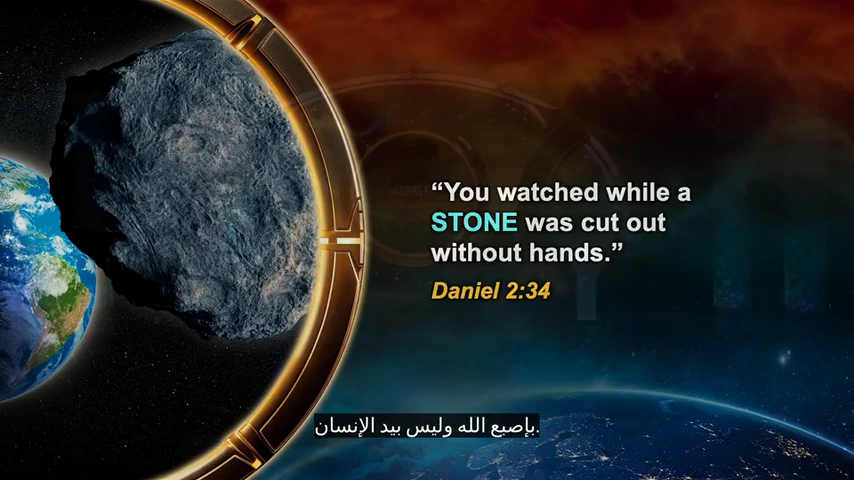 “You watched while a
STONE was cut out
without hands.”
Daniel 2:34
بإصبع الله وليس بيد الإنسان.